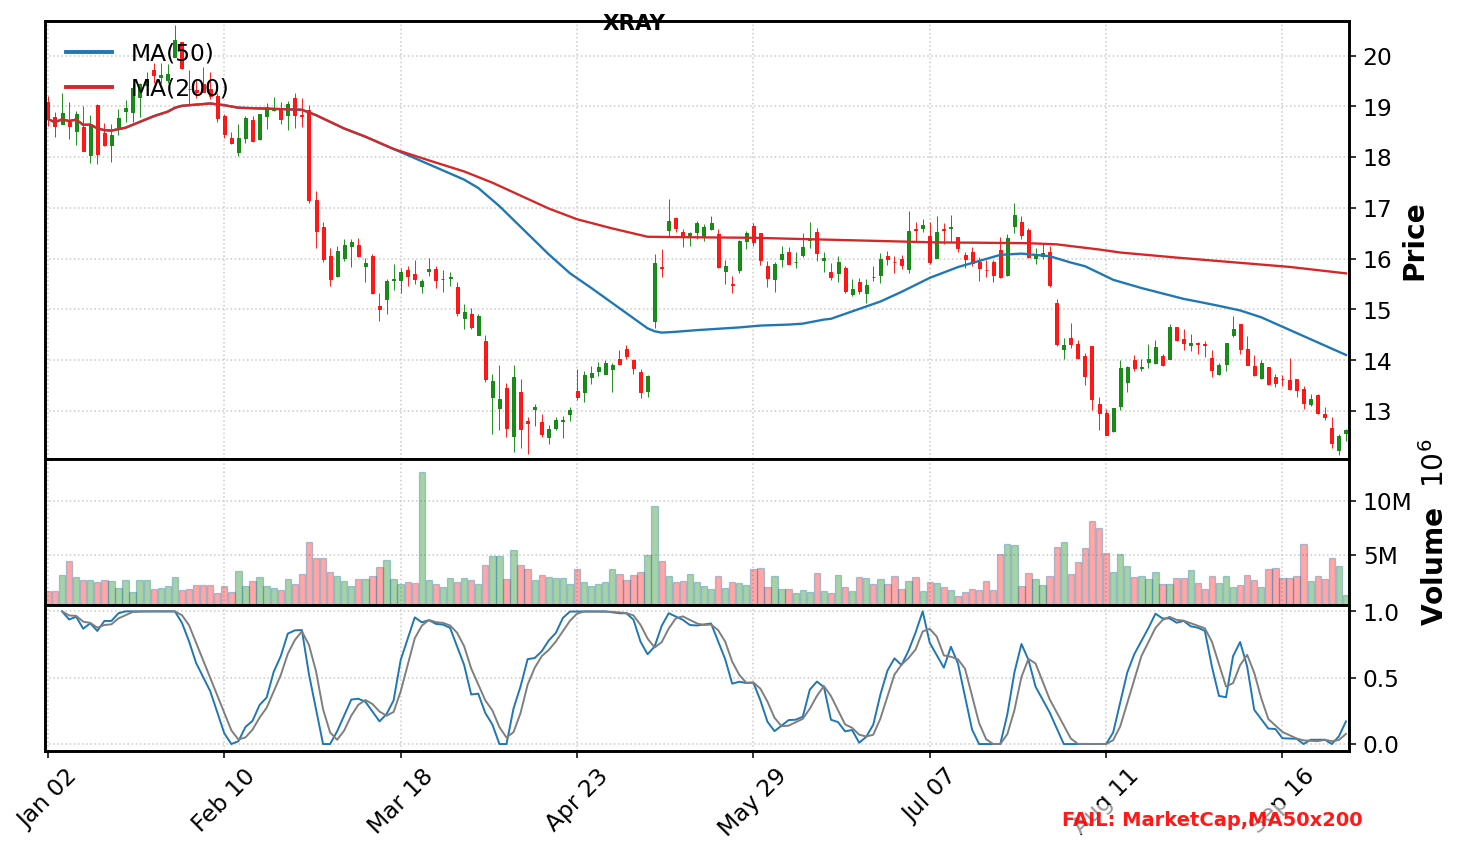 XRAY
MA(50)
MA(200)
20
19
18
17
16
15
14
13
Price
10M
5M
Volume 10^6
1.0
0.5
0.0
Jan 02
Feb 10
Mar 18
Apr 23
May 29
Jul 07
Aug 11
Sep 16
FAIL: MarketCap,MA50x200